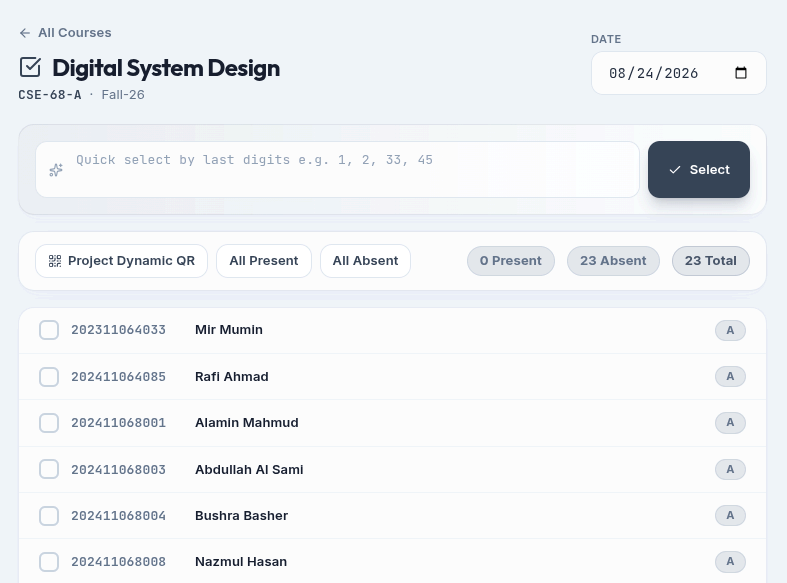 All Courses
Digital System Design
CSE-68-A · Fall-26
DATE
08/24/2026
Quick select by last digits e.g. 1, 2, 33, 45
Select
Project Dynamic QR
All Present
All Absent
0 Present
23 Absent
23 Total
202311064033 Mir Mumin A
202411064085 Rafi Ahmad A
202411068001 Alamin Mahmud A
202411068003 Abdullah Al Sami A
202411068004 Bushra Basher A
202411068008 Nazmul Hasan A